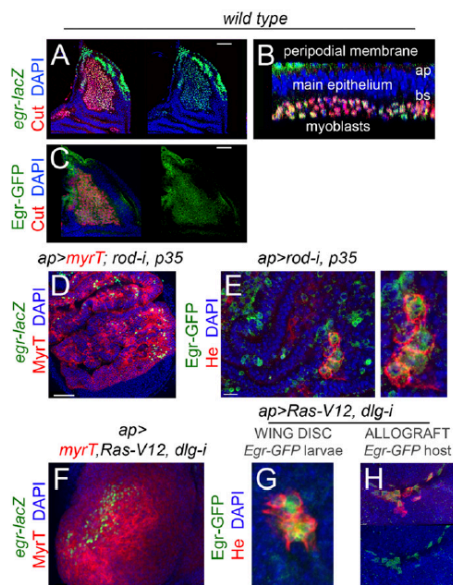 wild type
A
egr-lacZ
Cut DAPI
B
peripodial membrane
ap
main epithelium
bs
myoblasts
C
Egr-GFP
Cut DAPI
ap>myrT; rod-i, p35
D
egr-lacZ
MyrT DAPI
ap>rod-i, p35
E
Egr-GFP
He DAPI
ap>
myrT,Ras-V12, dlg-i
F
egr-lacZ
MyrT DAPI
ap>Ras-V12, dlg-i
WING DISC
Egr-GFP larvae
ALLOGRAFT
Egr-GFP host
G
Egr-GFP
He DAPI
H